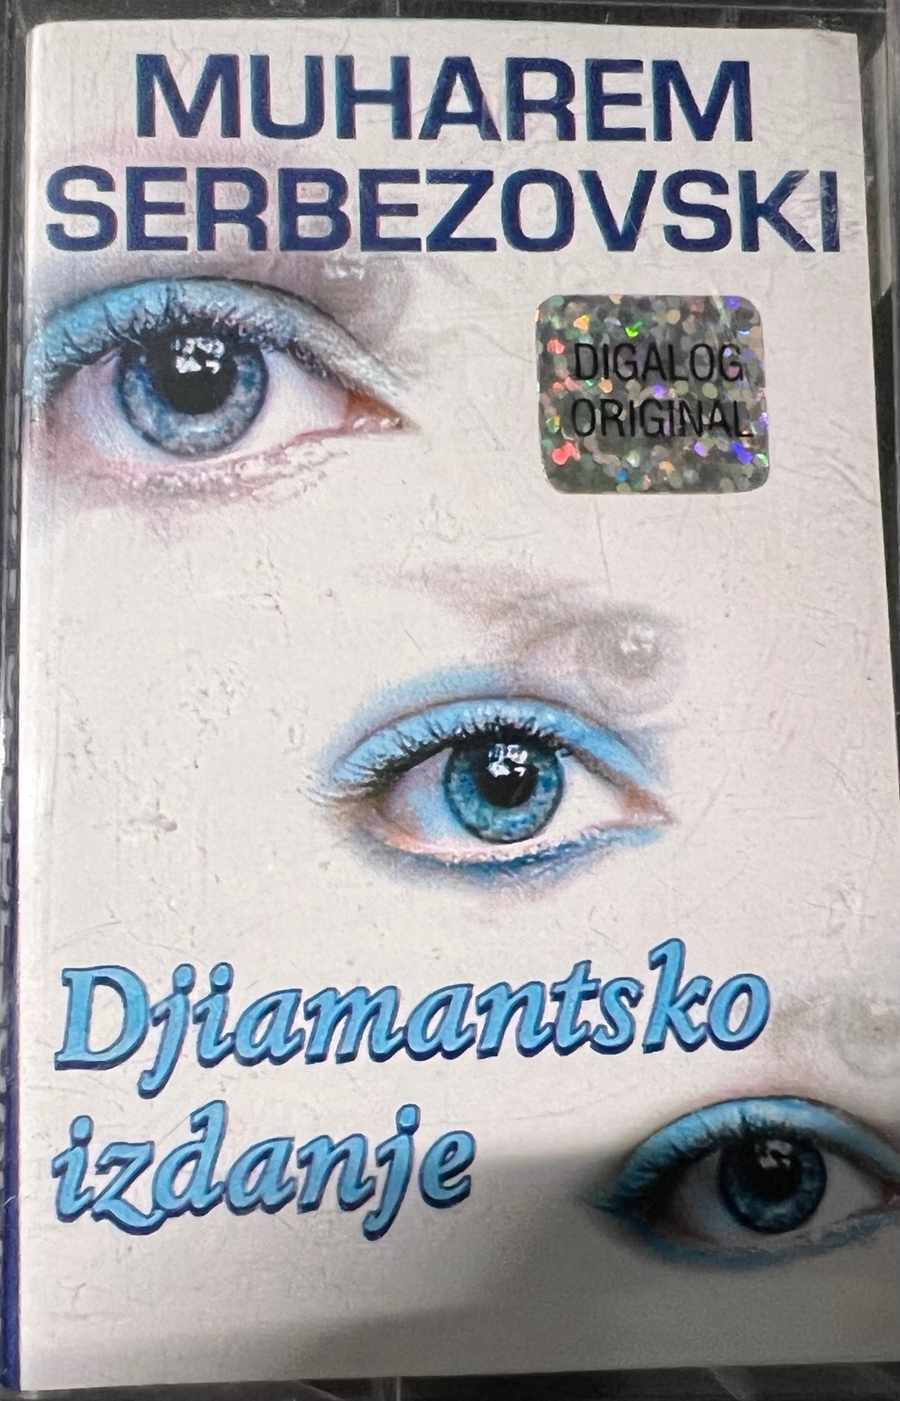 MUHAREM
SERBEZOVSKI
DIGALOG
ORIGINAL
Djiamantsko
izdanje